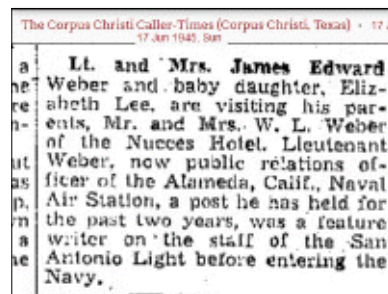 The Corpus Christi Caller-Times (Corpus Christi, Texas) · 17
17 Jun 1945, Sun
Lt. and Mrs. James Edward
Weber and baby daughter, Eliz-
abeth Lee, are visiting his par-
ents, Mr. and Mrs. W. L. Weber
of the Nueces Hotel. Lieutenant
Weber, now public relations of-
ficer of the Alameda, Calif., Naval
Air Station, a post he has held for
the past two years, was a feature
writer on the staff of the San
Antonio Light before entering the
Navy.